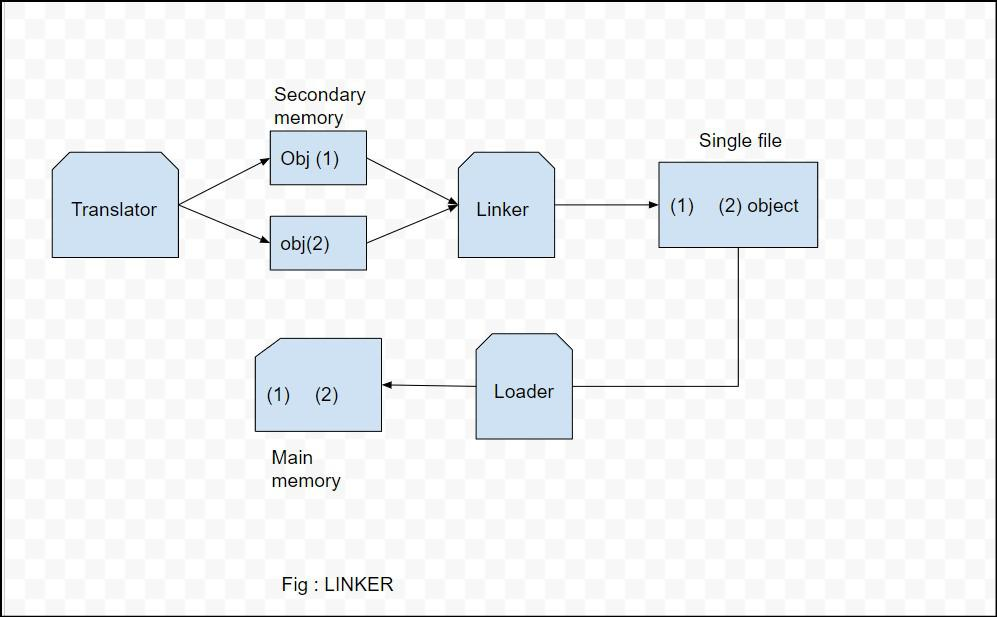 Secondary
memory
Single file
Obj (1)
Translator
Linker
(1) (2) object
obj(2)
Loader
(1) (2)
Main
memory
Fig : LINKER